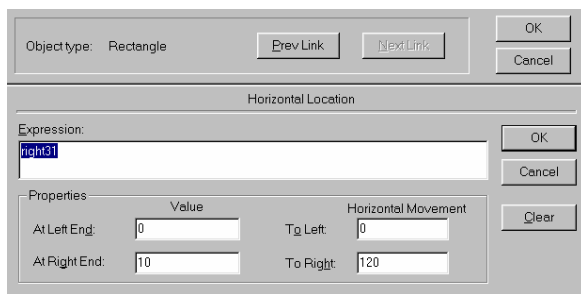 OK
Object type: Rectangle Prev Link Next Link
Cancel
Horizontal Location
Expression:
right31
OK
Cancel
Properties
Value Horizontal Movement
At Left End: 0 To Left: 0
Clear
At Right End: 10 To Right: 120